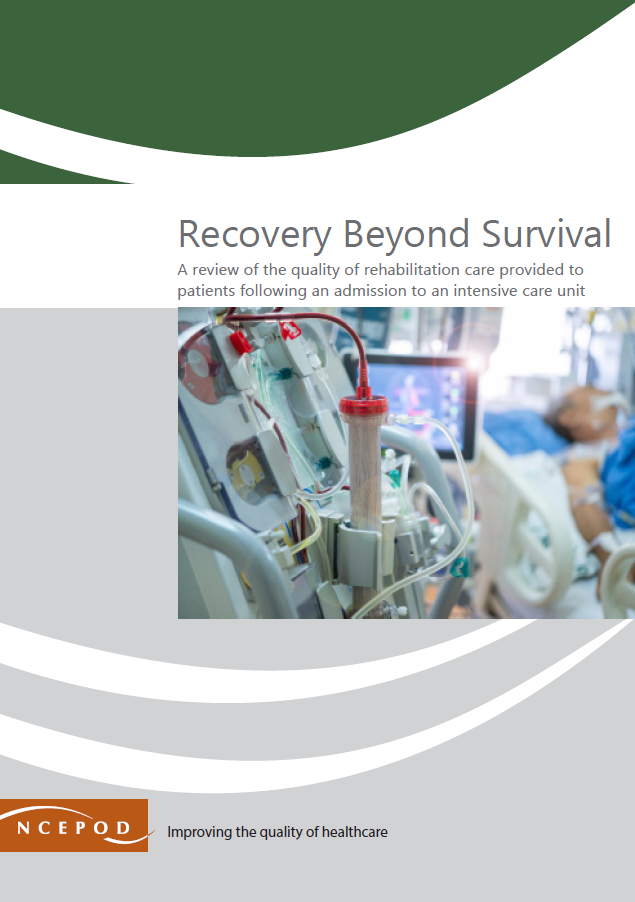 Recovery Beyond Survival
A review of the quality of rehabilitation care provided to
patients following an admission to an intensive care unit
NCEPOD
Improving the quality of healthcare